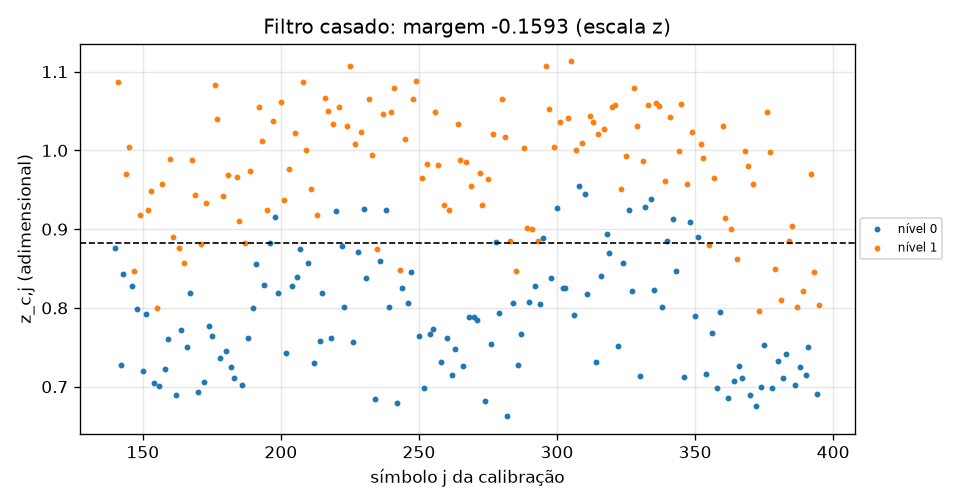 Filtro casado: margem -0.1593 (escala z)
z_c,j (adimensional)
1.1
1.0
0.9
0.8
0.7
nível 0
nível 1
150 200 250 300 350 400
símbolo j da calibração